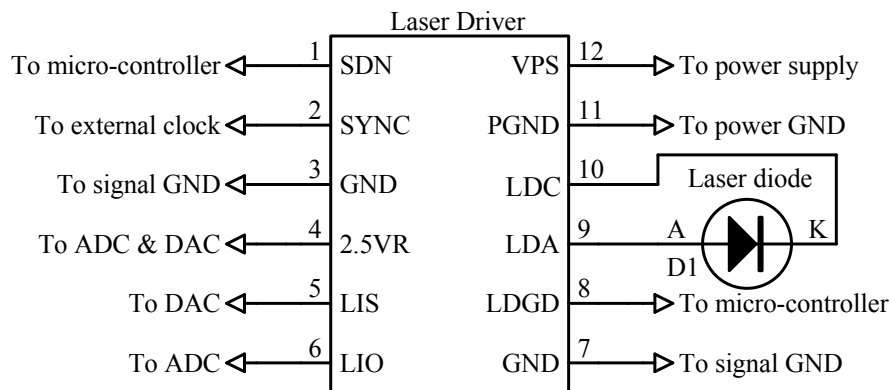 Laser Driver
To micro-controller 1 SDN VPS 12 To power supply
To external clock 2 SYNC PGND 11 To power GND
To signal GND 3 GND LDC 10 Laser diode
To ADC & DAC 4 2.5VR LDA 9 A K
D1
To DAC 5 LIS LDGD 8 To micro-controller
To ADC 6 LIO GND 7 To signal GND